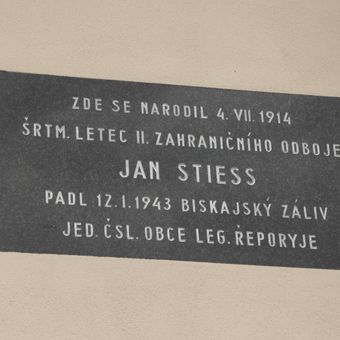 ZDE SE NARODIL 4. VII. 1914
ŠRTM. LETEC II. ZAHRANIČNÍHO ODBOJE
JAN STIESS
PADL 12. I. 1943 BISKAJSKÝ ZÁLIV
JED. ČSL. OBCE LEG. ŘEPORYJE